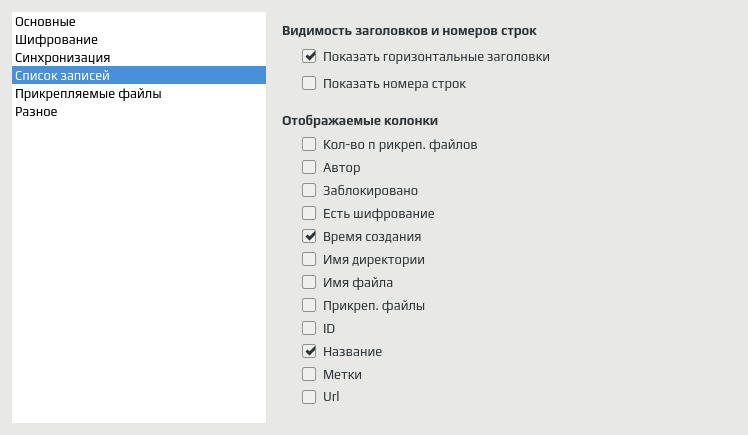 Основные
Шифрование
Синхронизация
Список записей
Прикрепляемые файлы
Разное
Видимость заголовков и номеров строк
Показать горизонтальные заголовки
Показать номера строк
Отображаемые колонки
Кол-во п рикреп. файлов
Автор
Заблокировано
Есть шифрование
Время создания
Имя директории
Имя файла
Прикреп. файлы
ID
Название
Метки
Url